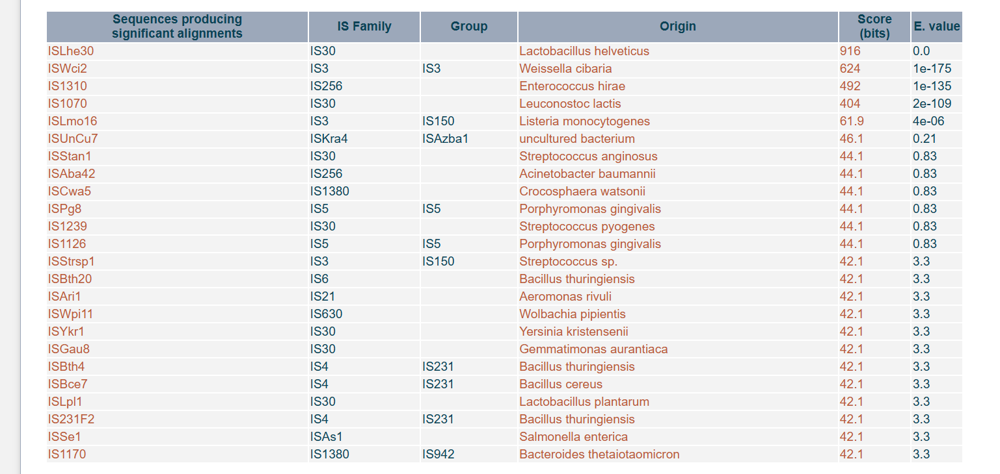 Sequences producing
significant alignments IS Family Group Origin Score
(bits) E. value
ISLhe30 IS30 Lactobacillus helveticus 916 0.0
ISWci2 IS3 IS3 Weissella cibaria 624 1e-175
IS1310 IS256 Enterococcus hirae 492 1e-135
IS1070 IS30 Leuconostoc lactis 404 2e-109
ISLmo16 IS3 IS150 Listeria monocytogenes 61.9 4e-06
ISUnCu7 ISKra4 ISAzba1 uncultured bacterium 46.1 0.21
ISStan1 IS30 Streptococcus anginosus 44.1 0.83
ISAba42 IS256 Acinetobacter baumannii 44.1 0.83
ISCwa5 IS1380 Crocosphaera watsonii 44.1 0.83
ISPg8 IS5 IS5 Porphyromonas gingivalis 44.1 0.83
IS1239 IS30 Streptococcus pyogenes 44.1 0.83
IS1126 IS5 IS5 Porphyromonas gingivalis 44.1 0.83
ISStrsp1 IS3 IS150 Streptococcus sp. 42.1 3.3
ISBth20 IS6 Bacillus thuringiensis 42.1 3.3
ISAri1 IS21 Aeromonas rivuli 42.1 3.3
ISWpi11 IS630 Wolbachia pipientis 42.1 3.3
ISYkr1 IS30 Yersinia kristensenii 42.1 3.3
ISGau8 IS30 Gemmatimonas aurantiaca 42.1 3.3
ISBth4 IS4 IS231 Bacillus thuringiensis 42.1 3.3
ISBce7 IS4 IS231 Bacillus cereus 42.1 3.3
ISLpl1 IS30 Lactobacillus plantarum 42.1 3.3
IS231F2 IS4 IS231 Bacillus thuringiensis 42.1 3.3
ISSe1 ISAs1 Salmonella enterica 42.1 3.3
IS1170 IS1380 IS942 Bacteroides thetaiotaomicron 42.1 3.3